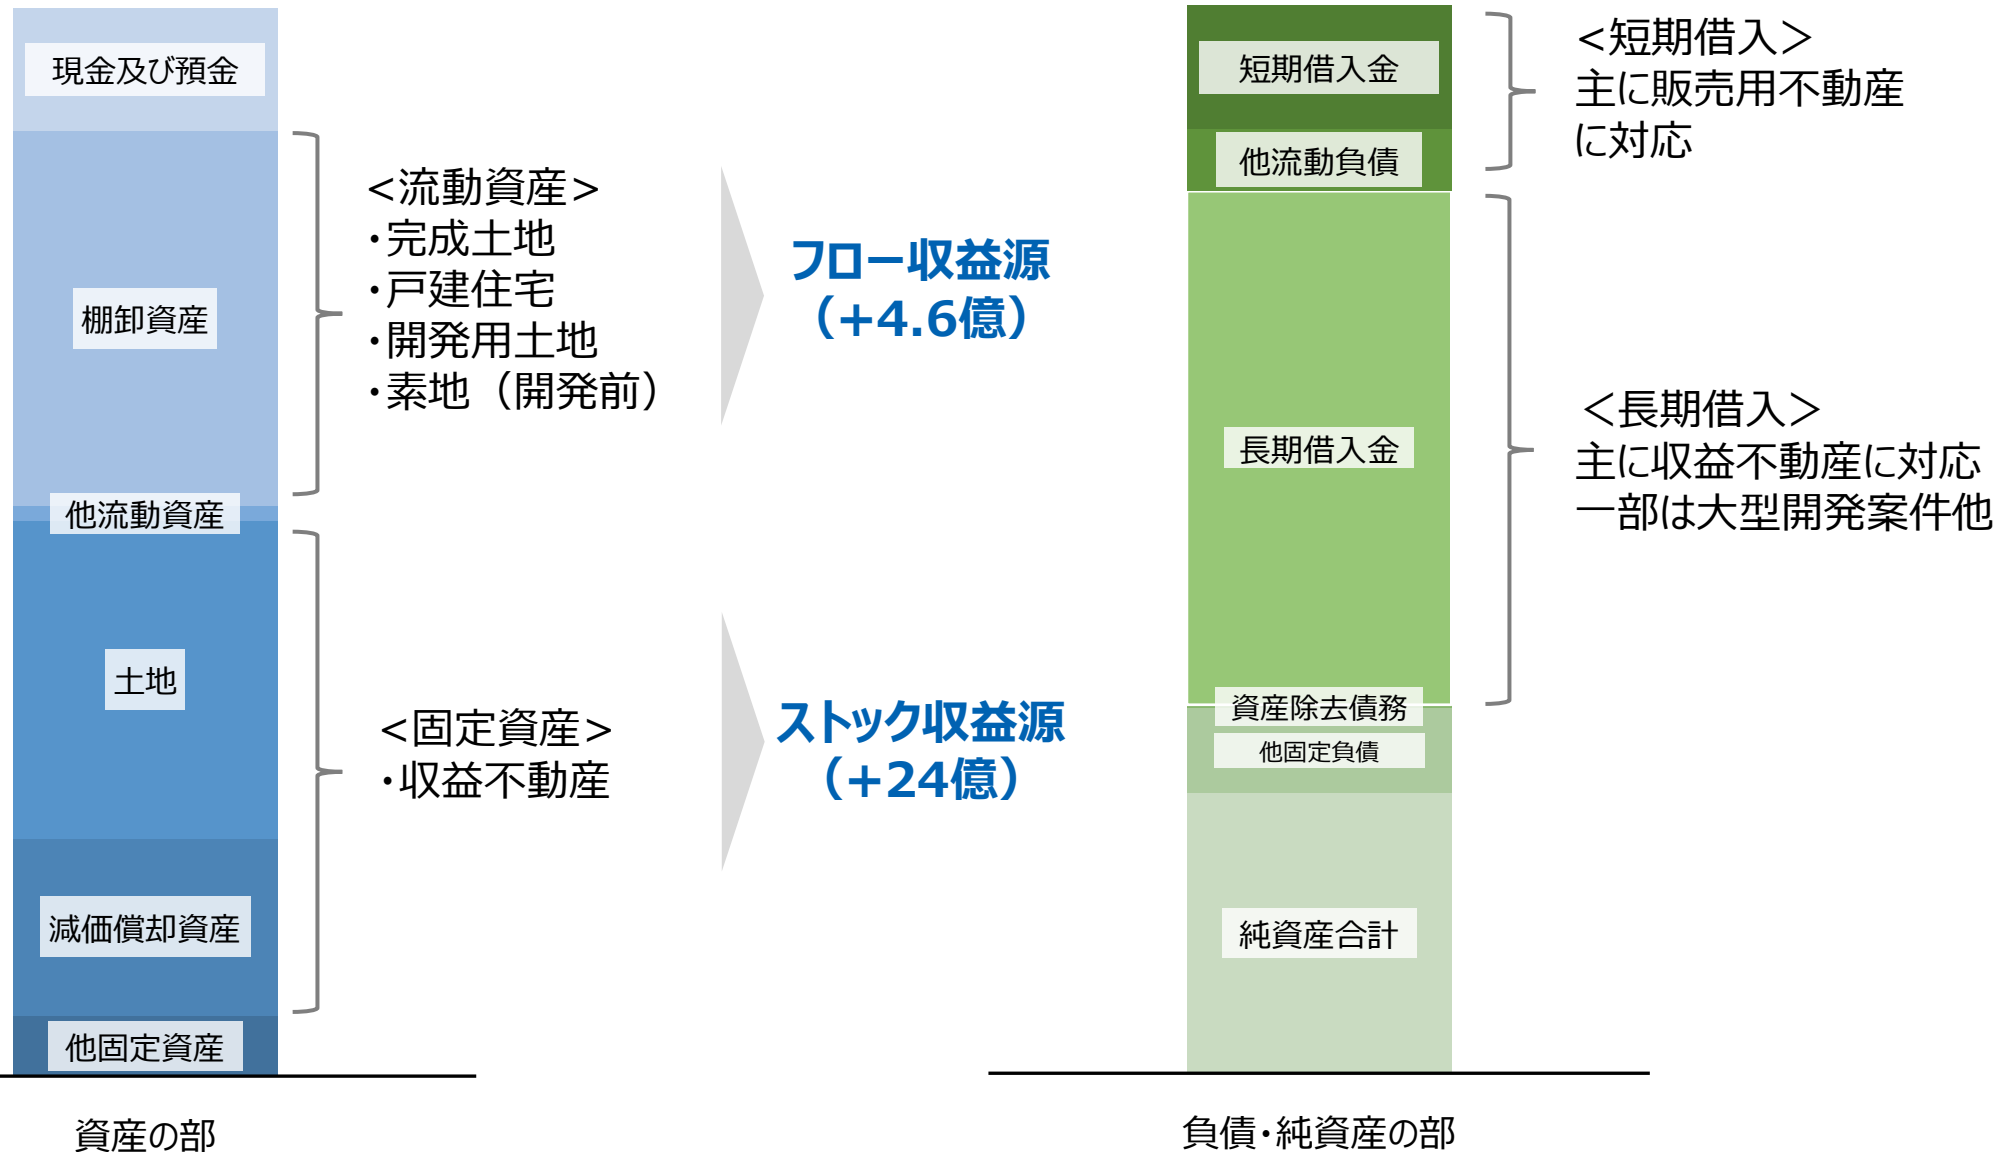 現金及び預金
棚卸資産
他流動資産
土地
減価償却資産
他固定資産
資産の部
<流動資産>
・完成土地
・戸建住宅
・開発用土地
・素地（開発前）
<固定資産>
・収益不動産
フロー収益源
（+4.6億）
ストック収益源
（+24億）
短期借入金
他流動負債
長期借入金
資産除去債務
他固定負債
純資産合計
負債・純資産の部
<短期借入＞
主に販売用不動産
に対応
＜長期借入＞
主に収益不動産に対応
一部は大型開発案件他